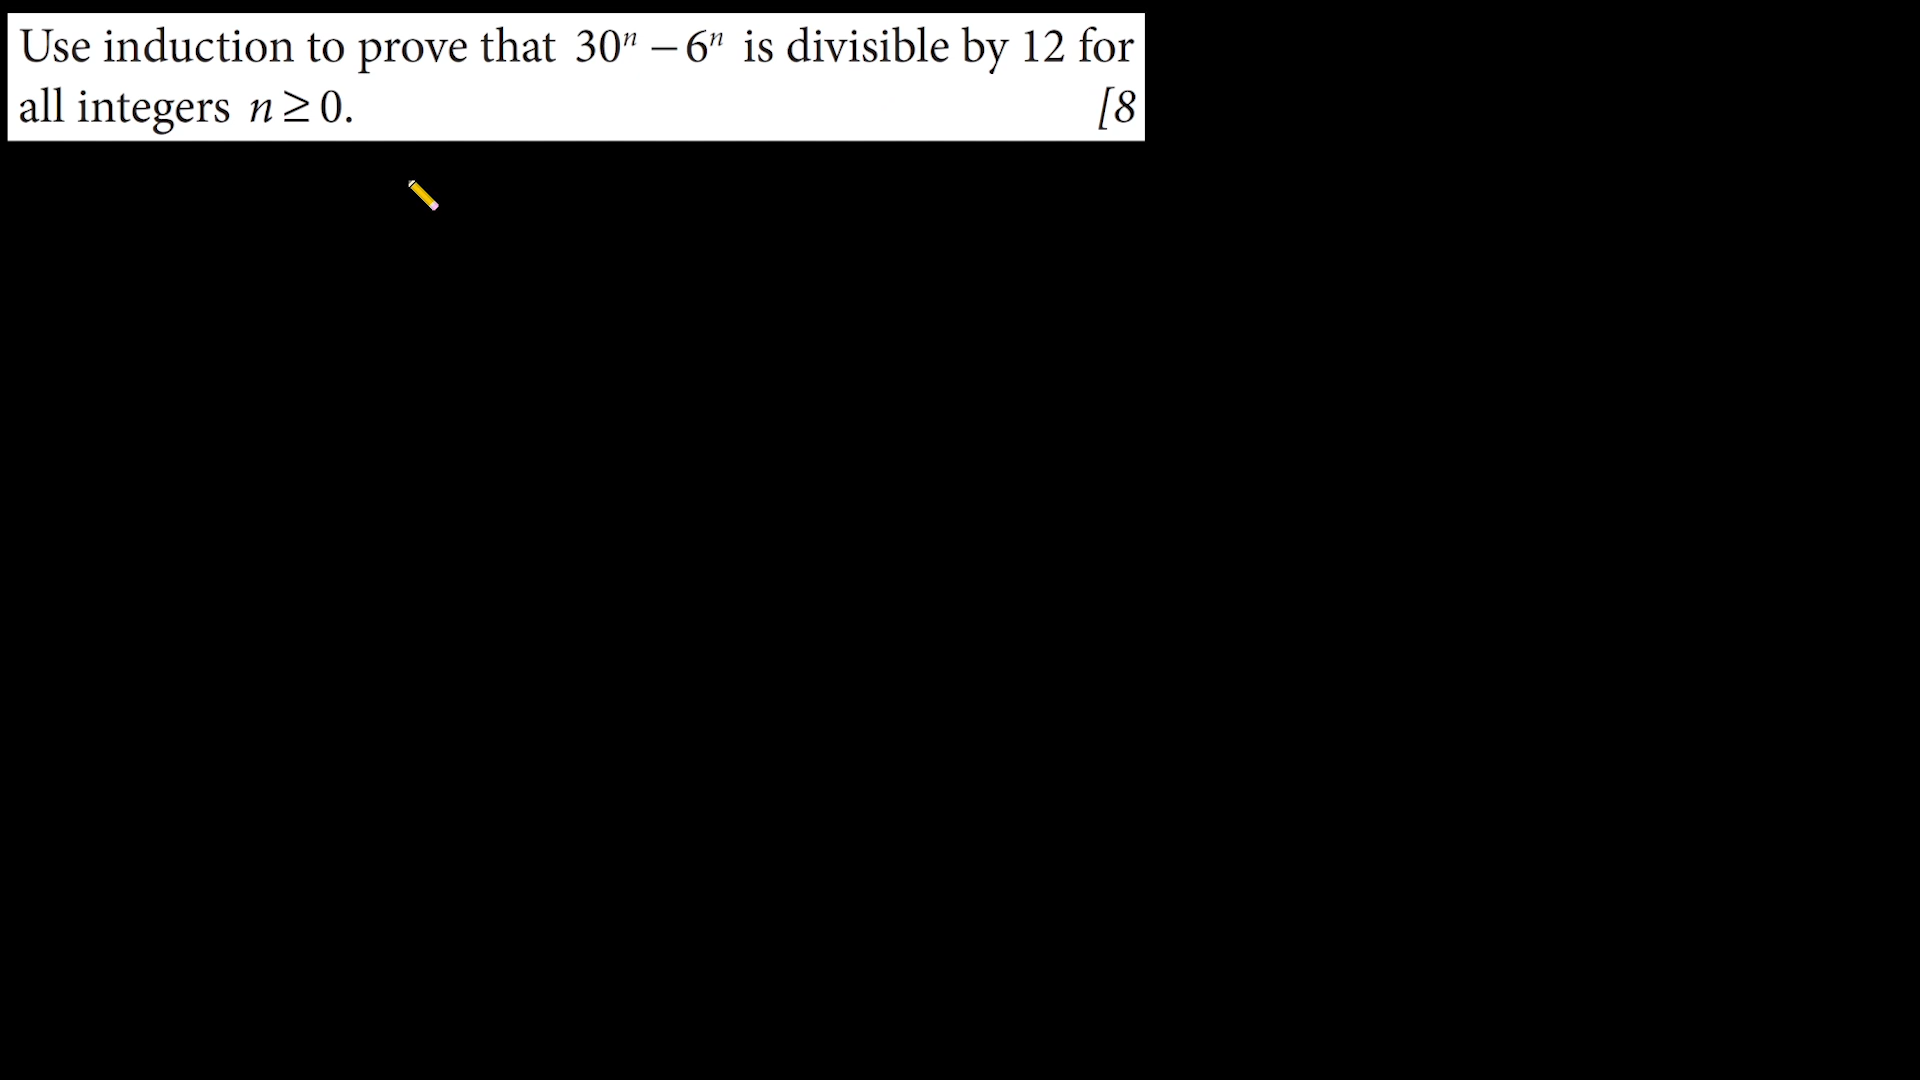 Use induction to prove that 30ⁿ − 6ⁿ is divisible by 12 for
all integers n ≥ 0. [8